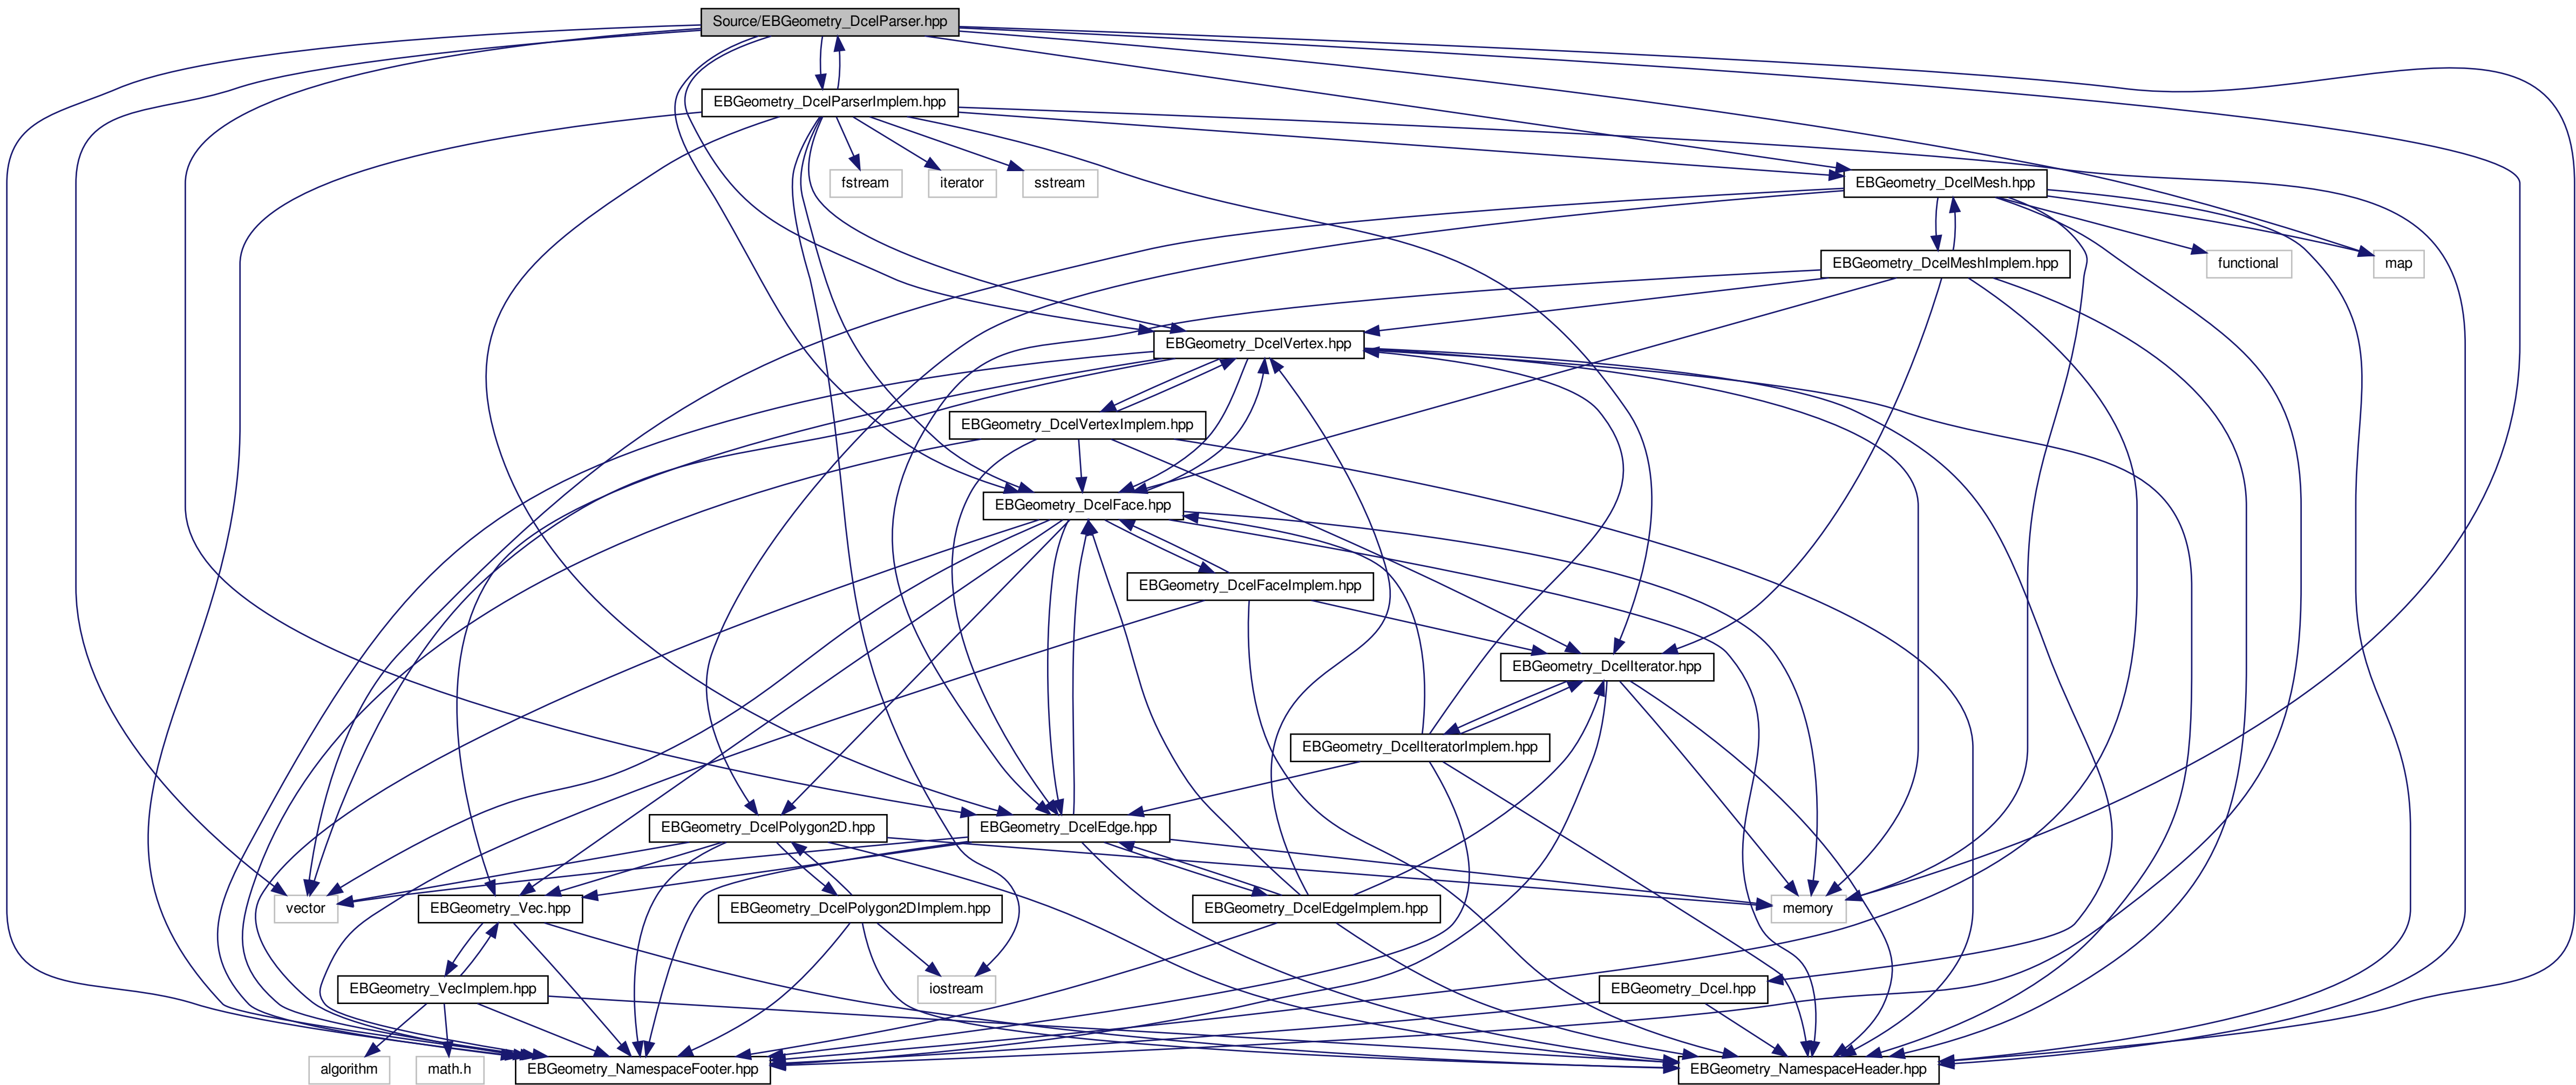 Source/EBGeometry_DcelParser.hpp
EBGeometry_DcelParserImplem.hpp
fstream
iterator
sstream
EBGeometry_DcelMesh.hpp
EBGeometry_DcelMeshImplem.hpp
functional
map
EBGeometry_DcelVertex.hpp
EBGeometry_DcelVertexImplem.hpp
EBGeometry_DcelFace.hpp
EBGeometry_DcelFaceImplem.hpp
EBGeometry_DcelIterator.hpp
EBGeometry_DcelIteratorImplem.hpp
EBGeometry_DcelPolygon2D.hpp
EBGeometry_DcelEdge.hpp
vector
EBGeometry_Vec.hpp
EBGeometry_DcelPolygon2DImplem.hpp
EBGeometry_DcelEdgeImplem.hpp
memory
EBGeometry_VecImplem.hpp
iostream
EBGeometry_Dcel.hpp
algorithm
math.h
EBGeometry_NamespaceFooter.hpp
EBGeometry_NamespaceHeader.hpp